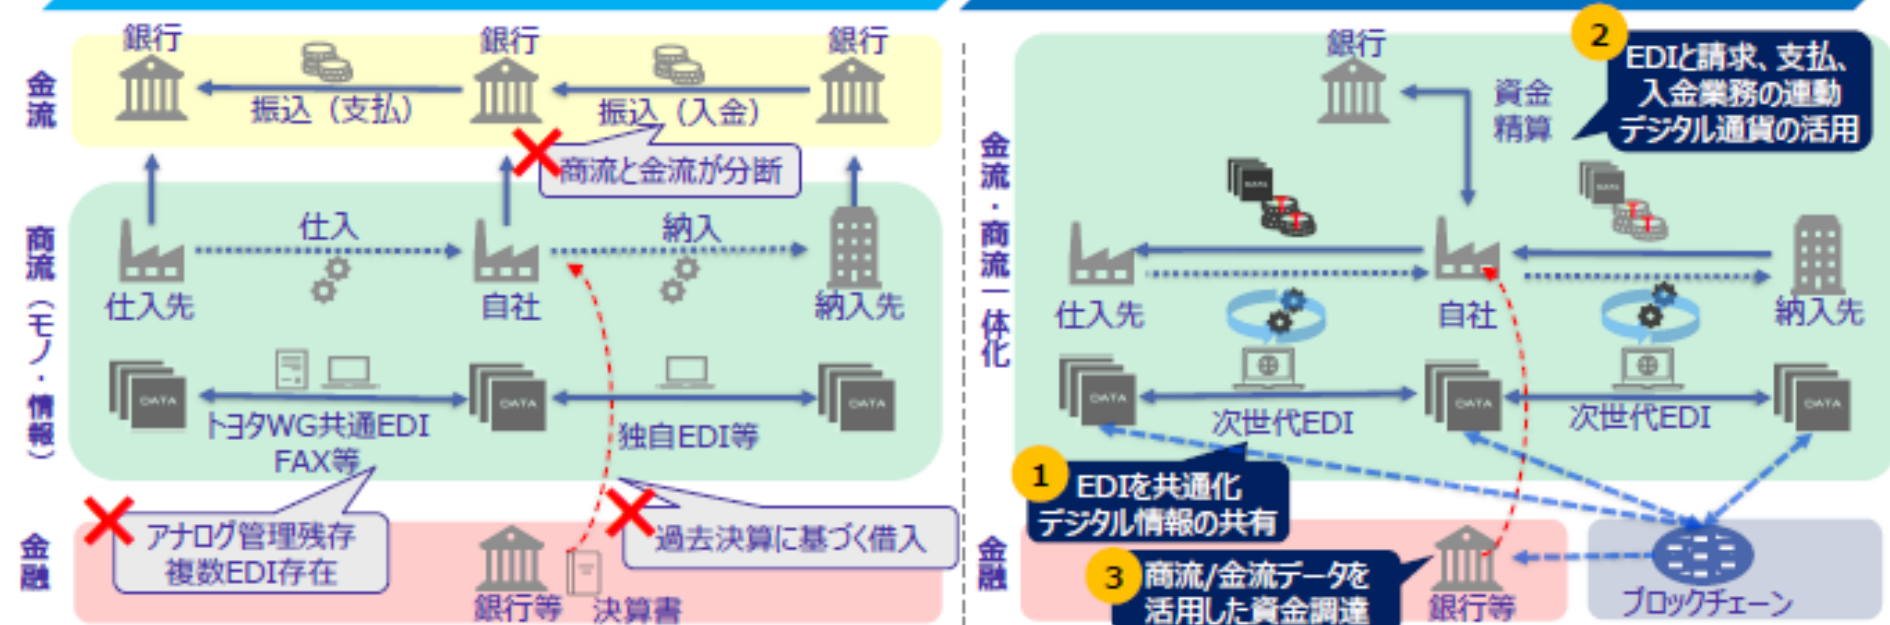 金流
銀行
銀行
銀行
振込（支払）
振込（入金）
商流と金流が分断
商流（モノ・情報）
仕入
納入
仕入先
自社
納入先
DATA
DATA
DATA
トヨタWG共通EDI
FAX等
独自EDI等
アナログ管理残存
複数EDI存在
過去決算に基づく借入
金融
銀行等
決算書
金流・商流一体化
銀行
資金
精算
2
EDIと請求、支払、
入金業務の連動
デジタル通貨の活用
DATA
DATA
仕入先
自社
納入先
DATA
DATA
DATA
次世代EDI
次世代EDI
1
EDIを共通化
デジタル情報の共有
金融
3
商流/金流データを
活用した資金調達
銀行等
ブロックチェーン